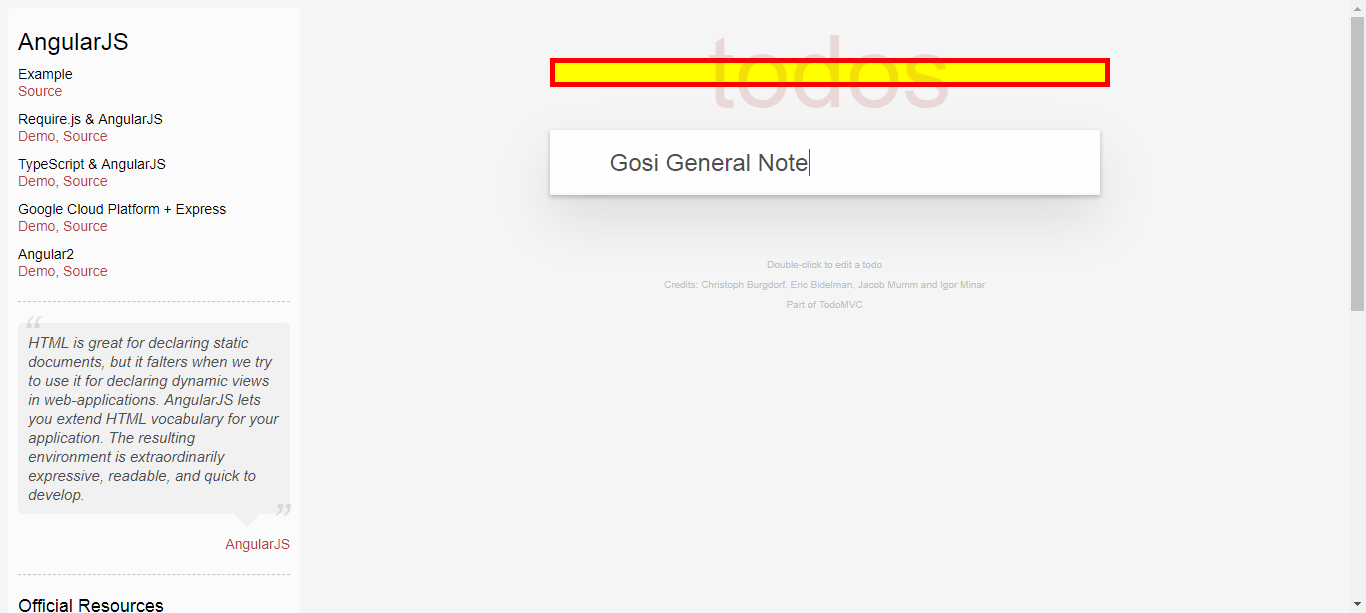 AngularJS
Example
Source
Require.js & AngularJS
Demo, Source
TypeScript & AngularJS
Demo, Source
Google Cloud Platform + Express
Demo, Source
Angular2
Demo, Source
“
HTML is great for declaring static
documents, but it falters when we try
to use it for declaring dynamic views
in web-applications. AngularJS lets
you extend HTML vocabulary for your
application. The resulting
environment is extraordinarily
expressive, readable, and quick to
develop.
”
AngularJS
Official Resources
todos
Gosi General Note
Double-click to edit a todo
Credits: Christoph Burgdorf, Eric Bidelman, Jacob Mumm and Igor Minar
Part of TodoMVC